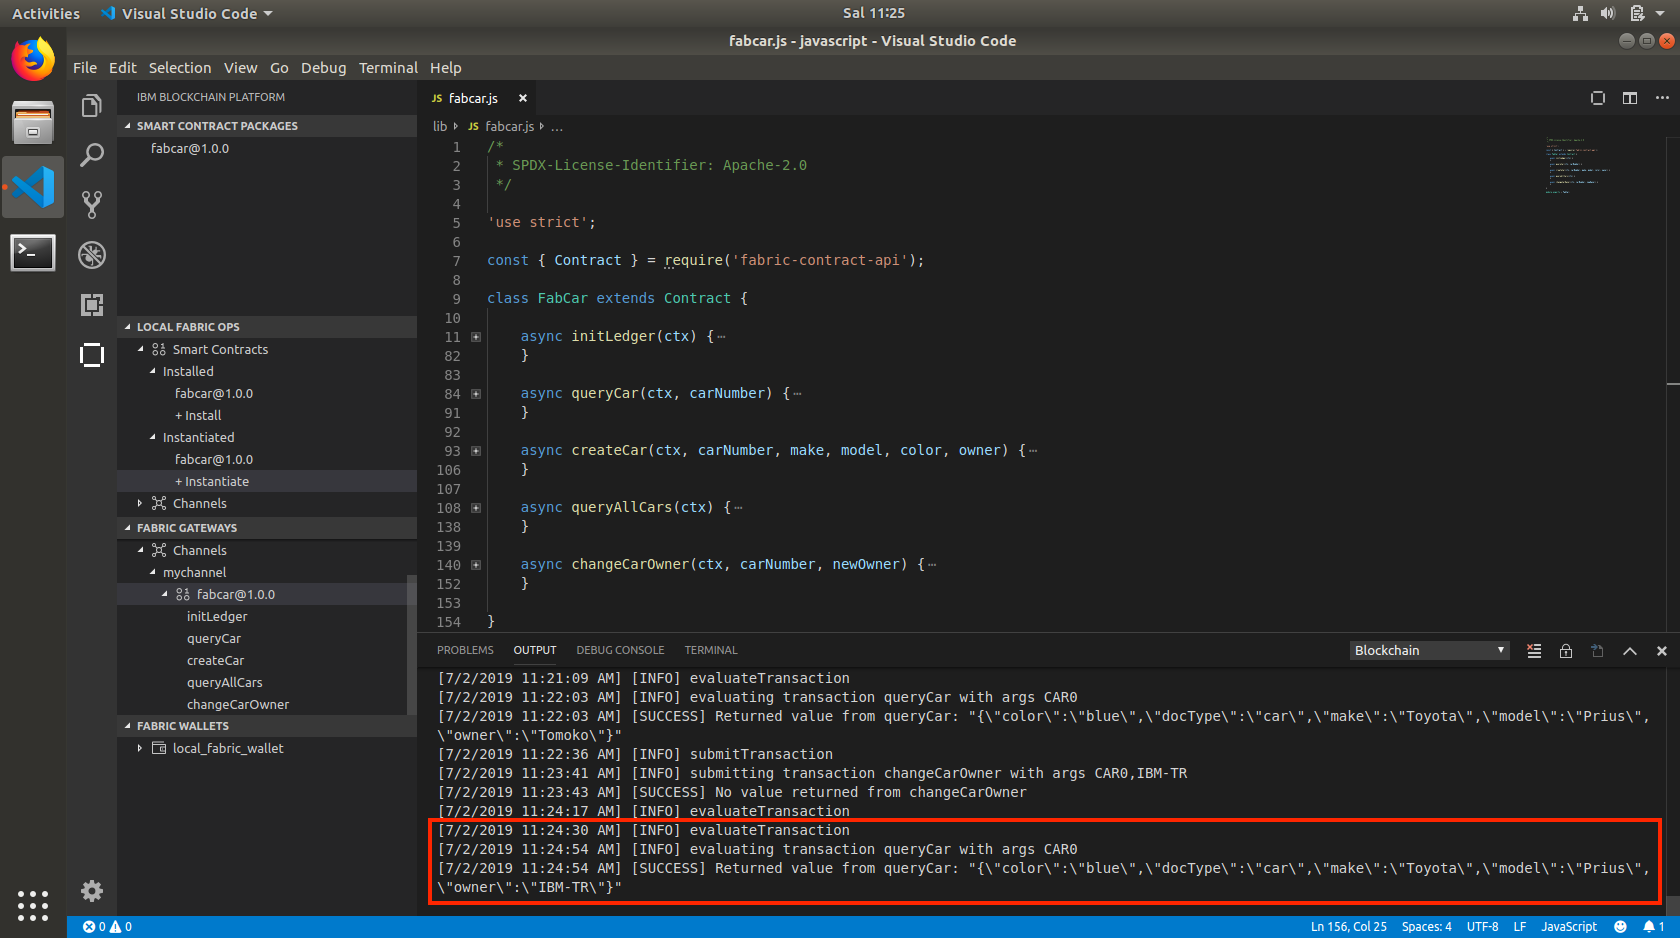 Activities
Visual Studio Code
Sal 11:25
fabcar.js - javascript - Visual Studio Code
File Edit Selection View Go Debug Terminal Help
IBM BLOCKCHAIN PLATFORM
SMART CONTRACT PACKAGES
fabcar@1.0.0
LOCAL FABRIC OPS
Smart Contracts
Installed
fabcar@1.0.0
+ Install
Instantiated
fabcar@1.0.0
+ Instantiate
Channels
FABRIC GATEWAYS
Channels
mychannel
fabcar@1.0.0
initLedger
queryCar
createCar
queryAllCars
changeCarOwner
FABRIC WALLETS
local_fabric_wallet
JS fabcar.js ×
lib JS fabcar.js ...
1 /*
2 * SPDX-License-Identifier: Apache-2.0
3 */
4
5 'use strict';
6
7 const { Contract } = require('fabric-contract-api');
8
9 class FabCar extends Contract {
10
11 async initLedger(ctx) {⋯
82 }
83
84 async queryCar(ctx, carNumber) {⋯
91 }
92
93 async createCar(ctx, carNumber, make, model, color, owner) {⋯
106 }
107
108 async queryAllCars(ctx) {⋯
138 }
139
140 async changeCarOwner(ctx, carNumber, newOwner) {⋯
152 }
153
154 }
PROBLEMS OUTPUT DEBUG CONSOLE TERMINAL
Blockchain
[7/2/2019 11:21:09 AM] [INFO] evaluateTransaction
[7/2/2019 11:22:03 AM] [INFO] evaluating transaction queryCar with args CAR0
[7/2/2019 11:22:03 AM] [SUCCESS] Returned value from queryCar: "{\"color\":\"blue\",\"docType\":\"car\",\"make\":\"Toyota\",\"model\":\"Prius\",
\"owner\":\"Tomoko\"}"
[7/2/2019 11:22:36 AM] [INFO] submitTransaction
[7/2/2019 11:23:41 AM] [INFO] submitting transaction changeCarOwner with args CAR0,IBM-TR
[7/2/2019 11:23:43 AM] [SUCCESS] No value returned from changeCarOwner
[7/2/2019 11:24:17 AM] [INFO] evaluateTransaction
[7/2/2019 11:24:30 AM] [INFO] evaluateTransaction
[7/2/2019 11:24:54 AM] [INFO] evaluating transaction queryCar with args CAR0
[7/2/2019 11:24:54 AM] [SUCCESS] Returned value from queryCar: "{\"color\":\"blue\",\"docType\":\"car\",\"make\":\"Toyota\",\"model\":\"Prius\",
\"owner\":\"IBM-TR\"}"
0 0
Ln 156, Col 25 Spaces: 4 UTF-8 LF JavaScript 1